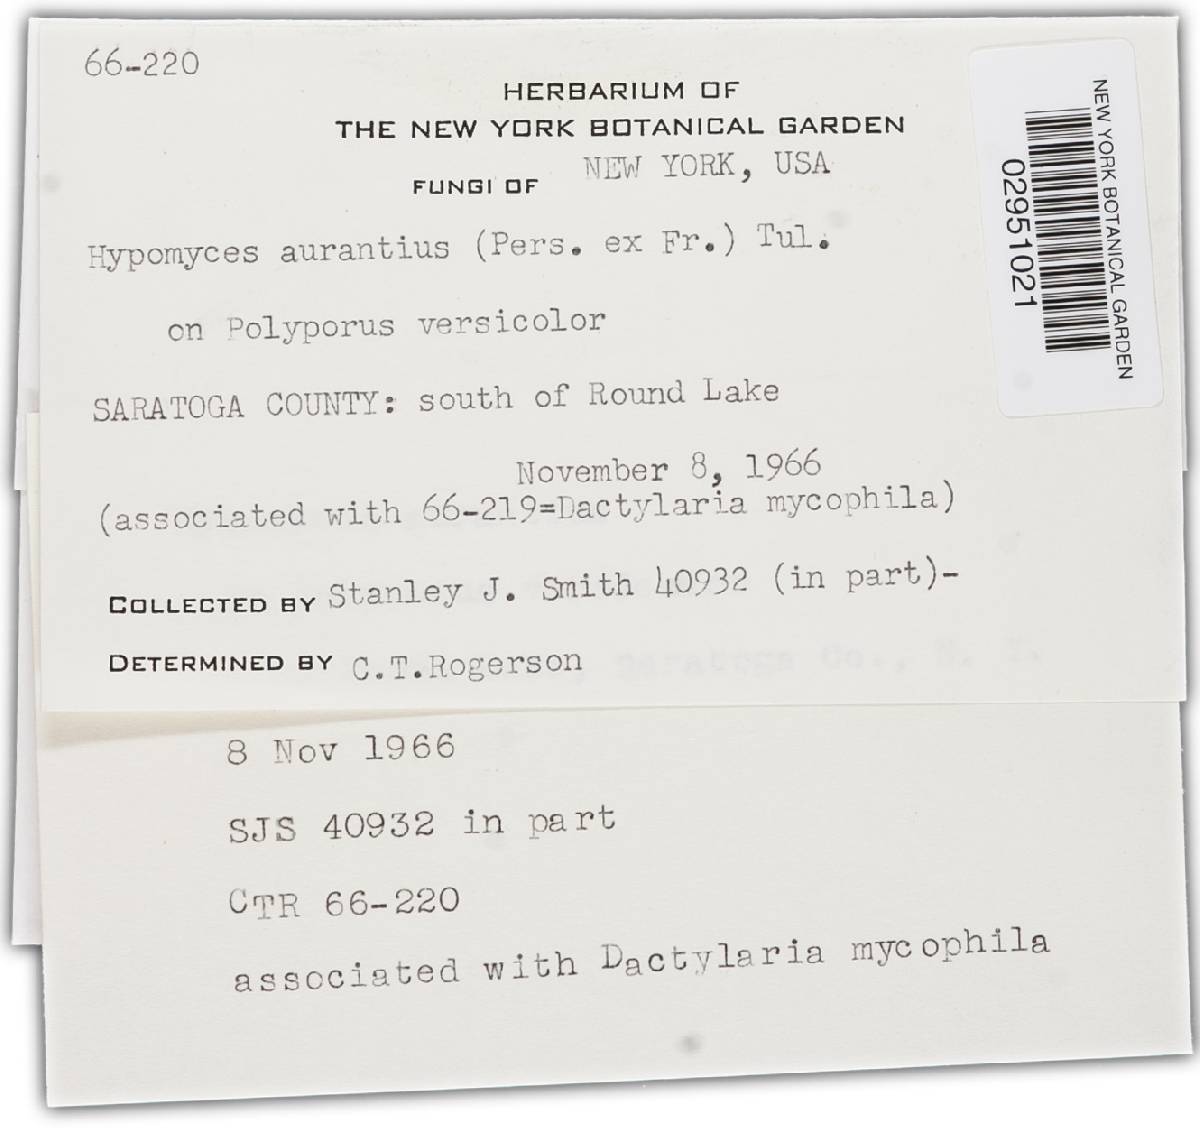 66-220
HERBARIUM OF
THE NEW YORK BOTANICAL GARDEN
FUNGI OF NEW YORK, USA
Hypomyces aurantius (Pers. ex Fr.) Tul.
on Polyporus versicolor
SARATOGA COUNTY: south of Round Lake
November 8, 1966
(associated with 66-219=Dactylaria mycophila)
COLLECTED BY Stanley J. Smith 40932 (in part)-
DETERMINED BY C.T.Rogerson
NEW YORK BOTANICAL GARDEN
02951021
8 Nov 1966
SJS 40932 in part
CTR 66-220
associated with Dactylaria mycophila